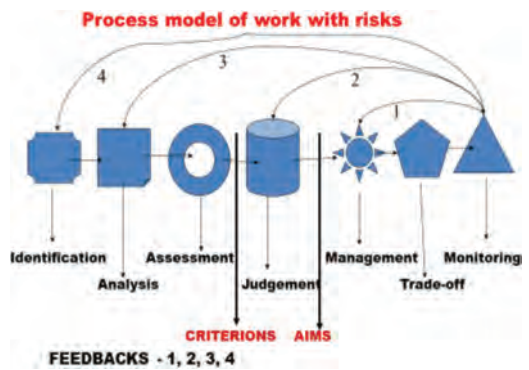 Process model of work with risks
4
3
2
1
Identification
Assessment
Management
Monitoring
Analysis
Judgement
Trade-off
CRITERIONS AIMS
FEEDBACKS - 1, 2, 3, 4